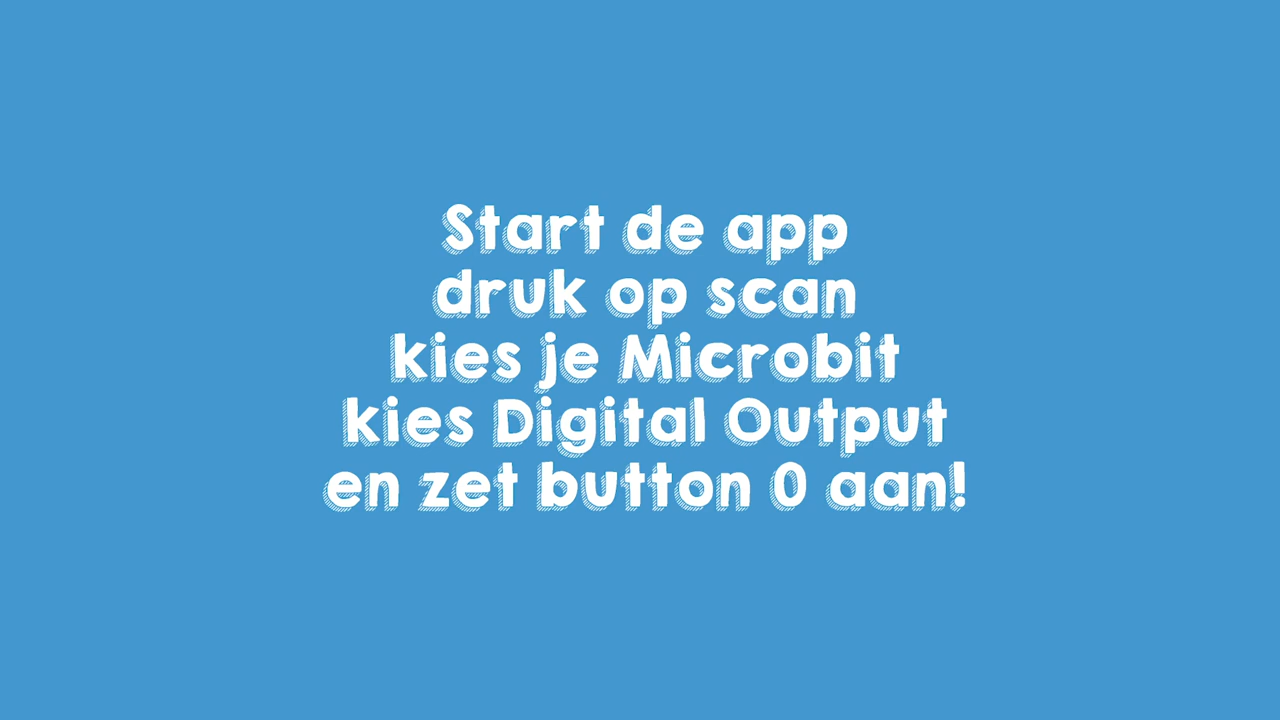 Start de app
druk op scan
kies je Microbit
kies Digital Output
en zet button 0 aan!